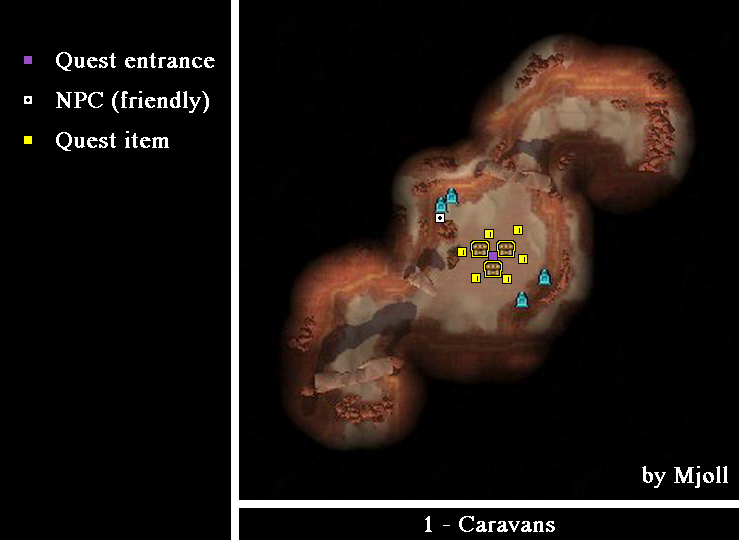 Quest entrance
NPC (friendly)
Quest item
by Mjoll
1 - Caravans